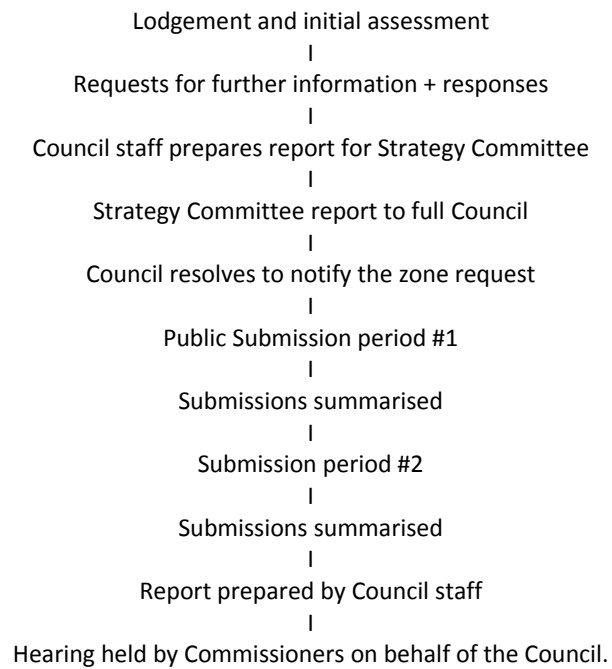 Lodgement and initial assessment
I
Requests for further information + responses
I
Council staff prepares report for Strategy Committee
I
Strategy Committee report to full Council
I
Council resolves to notify the zone request
I
Public Submission period #1
I
Submissions summarised
I
Submission period #2
I
Submissions summarised
I
Report prepared by Council staff
I
Hearing held by Commissioners on behalf of the Council.